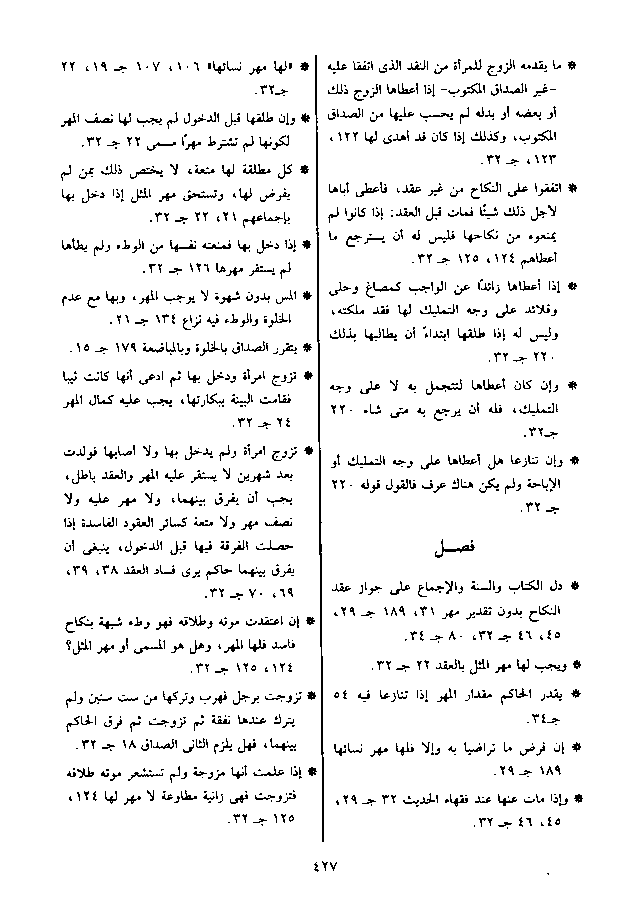 * ما يقدمه الزوج للمرأة من النقد الذى اتفقا عليه
-غير الصداق المكتوب- إذا أعطاها الزوج ذلك
أو بعضه أو بدله لم يحسب عليها من الصداق
المكتوب، وكذلك إذا كان قد أهدى لها ١٢٢،
١٢٣، جـ ٣٢.
* اتفقوا على النكاح من غير عقد، فأعطى أباها
لأجل ذلك شيئًا فمات قبل العقد: إذا كانوا لم
يمنعوه من نكاحها فليس له أن يسترجع ما
أعطاهم ١٢٤، ١٢٥ جـ ٣٢.
* إذا أعطاها زائدًا عن الواجب كمصاغ وحلى
وقلائد على وجه التمليك لها فقد ملكته،
وليس له إذا طلقها ابتداءً أن يطالبها بذلك
٢٢٠ جـ ٣٢.
* وإن كان أعطاها لتتجمل به لا على وجه
التمليك، فله أن يرجع به متى شاء ٢٢٠
جـ٣٢.
* وإن تنازعا هل أعطاها على وجه التمليك أو
الإباحة ولم يكن هناك عرف فالقول قوله ٢٢٠
جـ ٣٢.
فصـــل
* دل الكتاب والسنة والإجماع على جواز عقد
النكاح بدون تقدير مهر ٣١، ١٨٩ جـ ٢٩،
٤٥، ٤٦ جـ ٣٢، ٨٠ جـ ٣٤.
* ويجب لها مهر المثل بالعقد ٢٢ جـ ٣٢.
* يقدر الحاكم مقدار المهر إذا تنازعا فيه ٥٤
جـ٣٤.
* إن فرض ما تراضيا به وإلا فلها مهر نسائها
١٨٩ جـ ٢٩.
* وإذا مات عنها عند فقهاء الحديث ٣٢ جـ ٢٩،
٤٥، ٤٦ جـ ٣٢.
* «لها مهر نسائها» ١٠٦، ١٠٧ جـ ١٩، ٢٢
جـ٣٢.
* وإن طلقها قبل الدخول لم يجب لها نصف المهر
لكونها لم تشترط مهرًا مسمى ٢٢ جـ ٣٢.
* كل مطلقة لها متعة، لا يختص ذلك بمن لم
يفرض لها، وتستحق مهر المثل إذا دخل بها
بإجماعهم ٢١، ٢٢ جـ ٣٢.
* إذا دخل بها فمنعته نفسها من الوطء ولم يطأها
لم يستقر مهرها ١٢٦ جـ ٣٢.
* المس بدون شهوة لا يوجب المهر، وبها مع عدم
الخلوة والوطء فيه نزاع ١٣٤ جـ ٢١.
* يتقرر الصداق بالخلوة وبالمباضعة ١٧٩ جـ ١٥.
* تزوج امرأة ودخل بها ثم ادعى أنها كانت ثيبا
فقامت البينة ببكارتها، يجب عليه كمال المهر
٢٤ جـ ٣٢.
* تزوج امرأة ولم يدخل بها ولا أصابها فولدت
بعد شهرين لا يستقر عليه المهر والعقد باطل،
يجب أن يفرق بينهما، ولا مهر عليه ولا
نصف مهر ولا متعة كسائر العقود الفاسدة إذا
حصلت الفرقة فيها قبل الدخول، ينبغى أن
يفرق بينهما حاكم يرى فساد العقد ٣٨، ٣٩،
٦٩، ٧٠ جـ ٣٢.
* إن اعتقدت موته وطلاقه فهو وطء شبهة بنكاح
فاسد فلها المهر، وهل هو المسمى أو مهر المثل؟
١٢٤، ١٢٥ جـ ٣٢.
* تزوجت برجل فهرب وتركها من ست سنين ولم
يترك عندها نفقة ثم تزوجت ثم فرق الحاكم
بينهما، فهل يلزم الثانى الصداق ١٨ جـ ٣٢.
* إذا علمت أنها مزوجة ولم تستشعر موته طلاقه
فتزوجت فهى زانية مطاوعة لا مهر لها ١٢٤،
١٢٥ جـ ٣٢.
٤٢٧